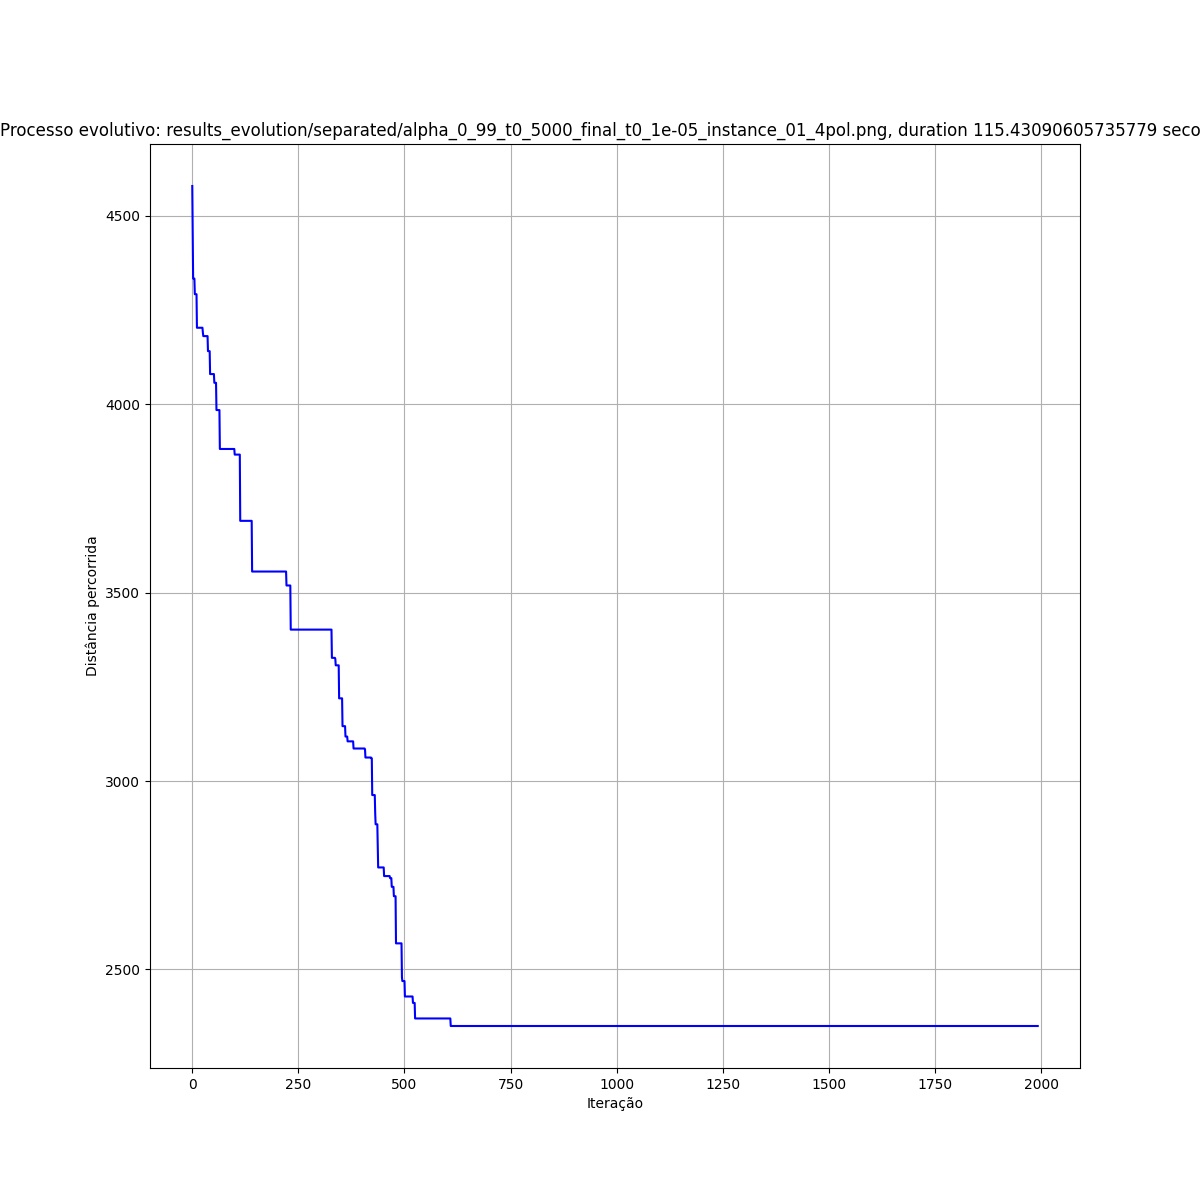 Processo evolutivo: results_evolution/separated/alpha_0_99_t0_5000_final_t0_1e-05_instance_01_4pol.png, duration 115.43090605735779 seco
4500
4000
3500
3000
2500
Distância percorrida
0 250 500 750 1000 1250 1500 1750 2000
Iteração